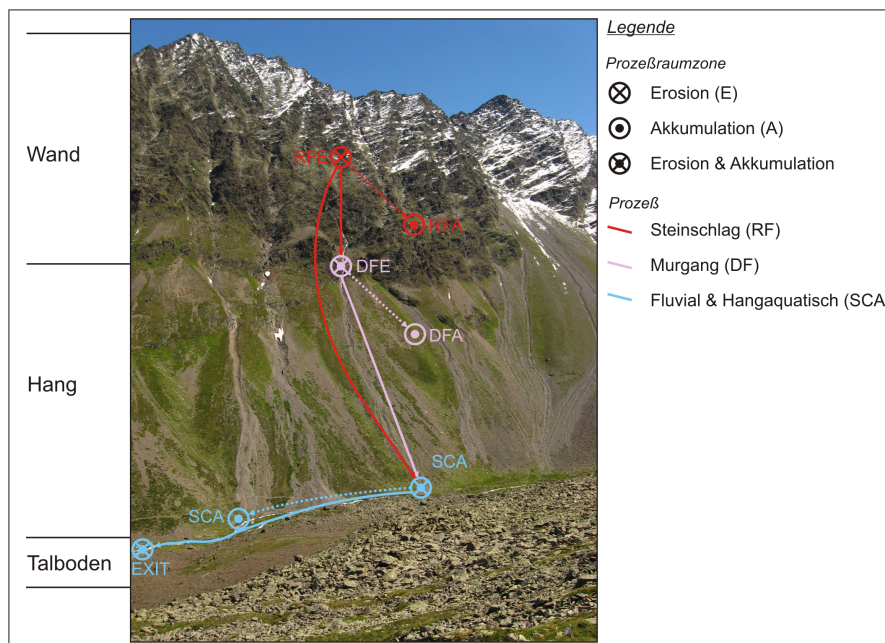 Wand
Hang
Talboden
RFE
RFA
DFE
DFA
SCA
SCA
EXIT
Legende
Prozeßraumzone
Erosion (E)
Akkumulation (A)
Erosion & Akkumulation
Prozeß
Steinschlag (RF)
Murgang (DF)
Fluvial & Hangaquatisch (SCA